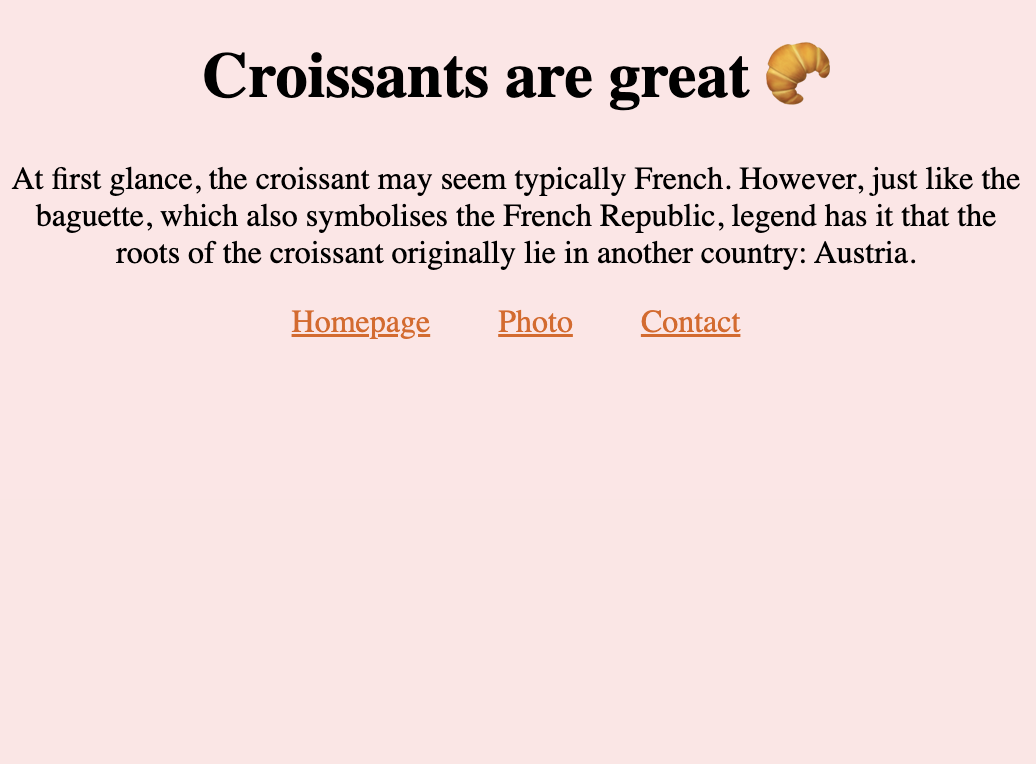 Croissants are great 🥐
At first glance, the croissant may seem typically French. However, just like the
baguette, which also symbolises the French Republic, legend has it that the
roots of the croissant originally lie in another country: Austria.
Homepage Photo Contact